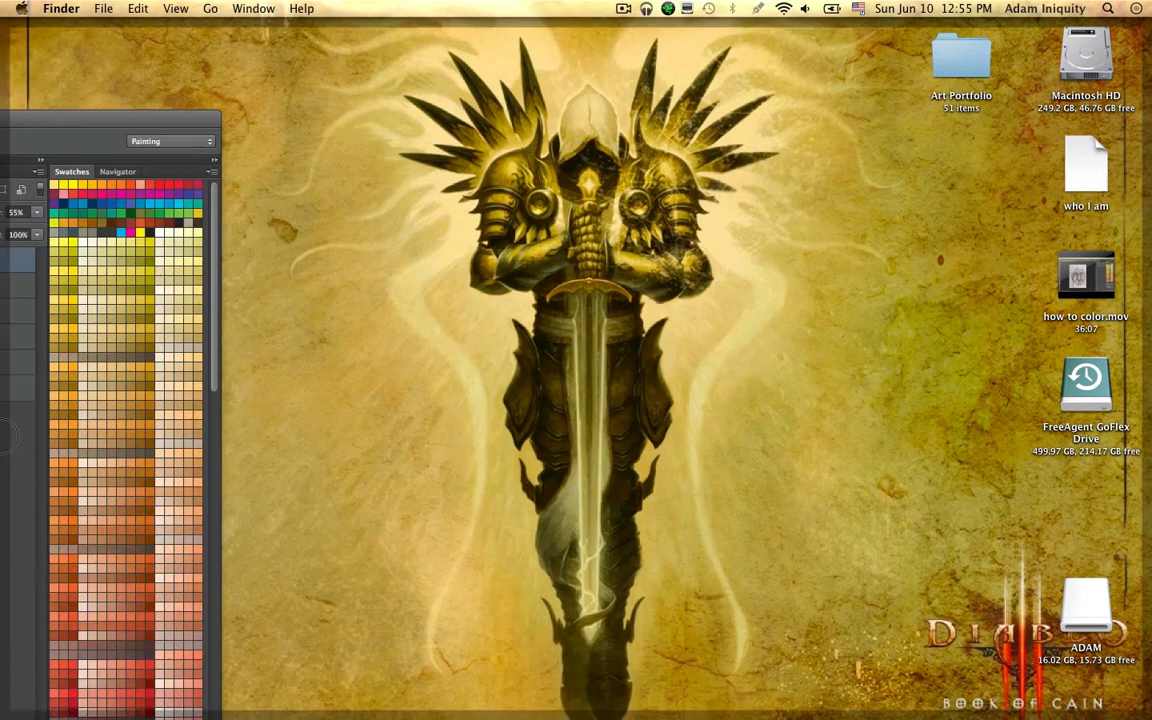 Finder File Edit View Go Window Help Sun Jun 10 12:55 PM Adam Iniquity
Art Portfolio
51 items
Macintosh HD
249.2 GB, 46.76 GB free
Painting
Swatches Navigator
55%
100%
who I am
how to color.mov
36:07
FreeAgent GoFlex
Drive
499.97 GB, 214.17 GB free
ADAM
16.02 GB, 15.73 GB free
DIABLO
III
BOOK OF CAIN